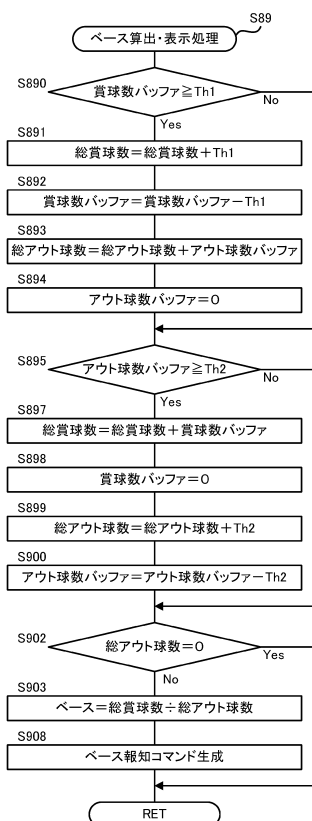 ベース算出・表示処理
S89
S890
賞球数バッファ≧Th1
No
Yes
S891
総賞球数=総賞球数+Th1
S892
賞球数バッファ=賞球数バッファーTh1
S893
総アウト球数=総アウト球数+アウト球数バッファ
S894
アウト球数バッファ=0
S895
アウト球数バッファ≧Th2
No
Yes
S897
総賞球数=総賞球数+賞球数バッファ
S898
賞球数バッファ=0
S899
総アウト球数=総アウト球数+Th2
S900
アウト球数バッファ=アウト球数バッファーTh2
S902
総アウト球数=0
Yes
No
S903
ベース=総賞球数÷総アウト球数
S908
ベース報知コマンド生成
RET